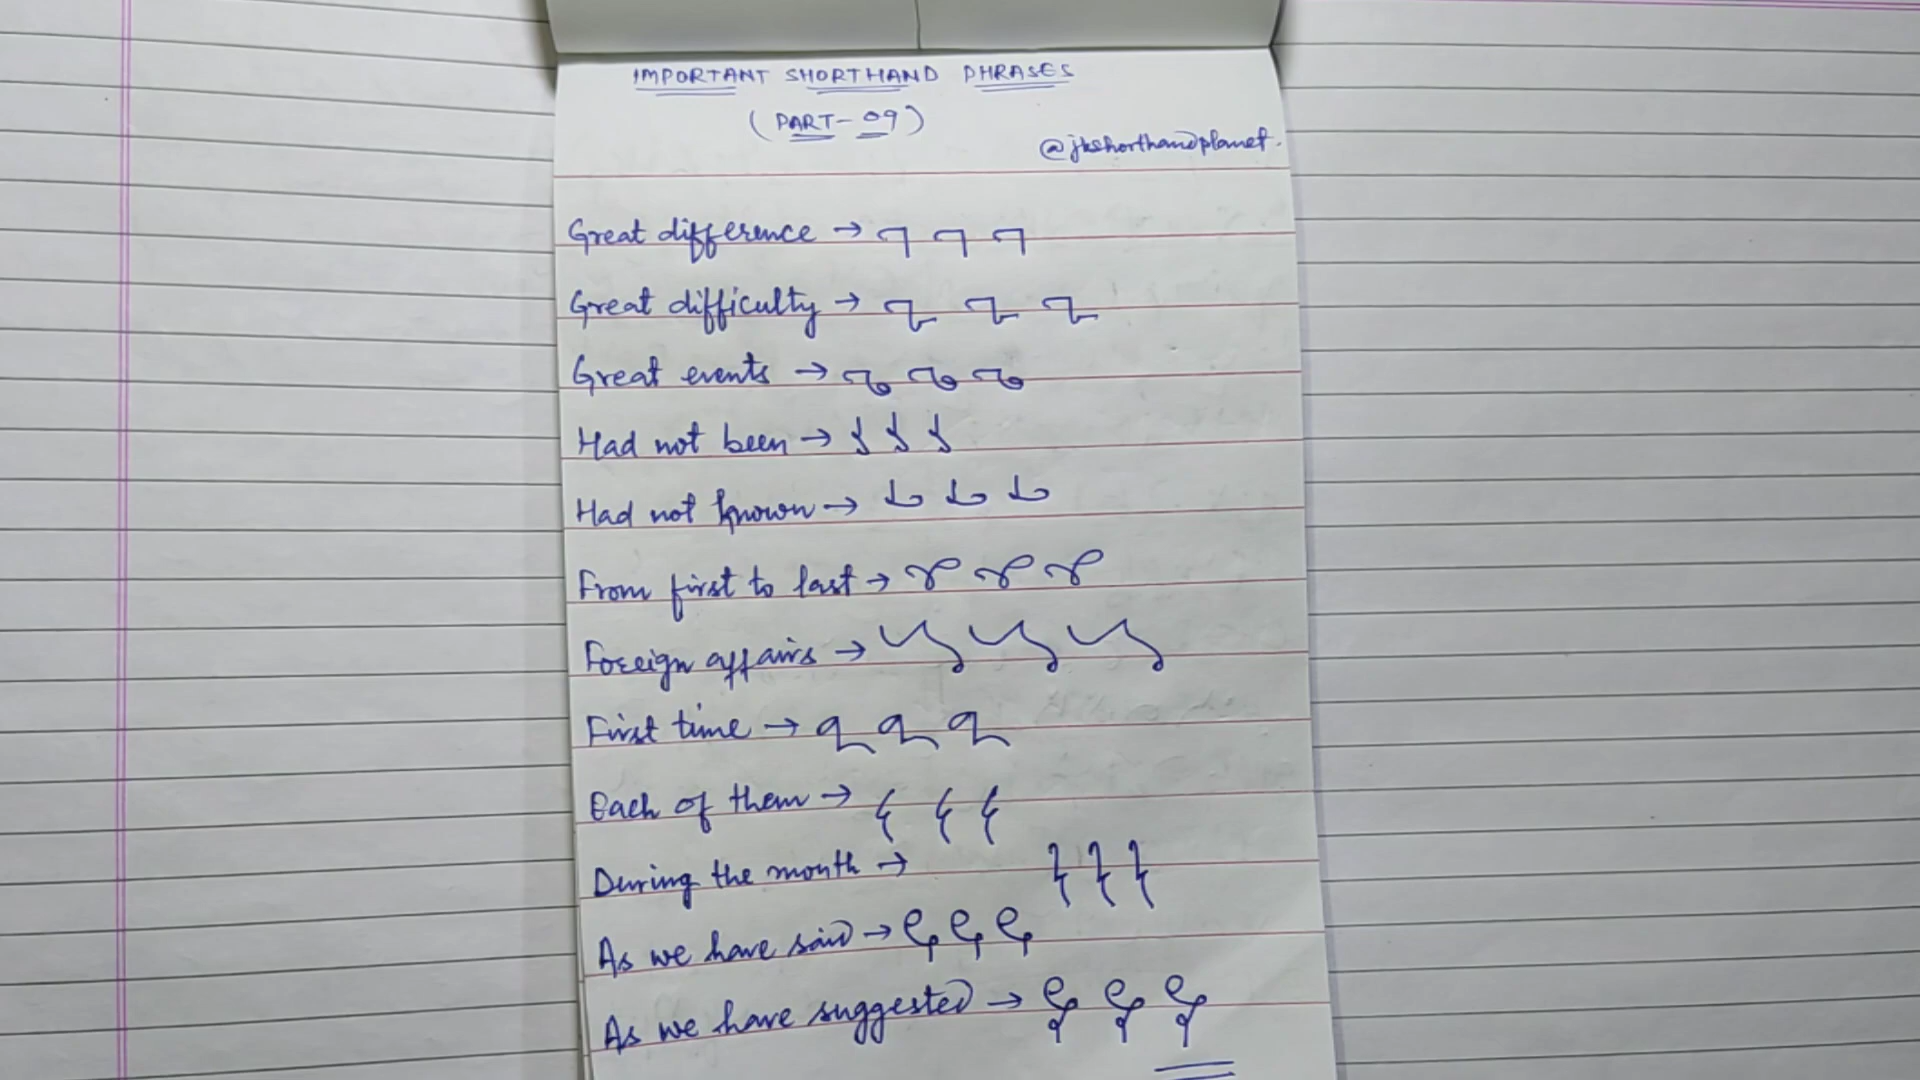 IMPORTANT SHORTHAND PHRASES
(PART-09)
@jkshorthandplanet.
Great difference →
Great difficulty →
Great events →
Had not been →
Had not known →
From first to last →
Foreign affairs →
First time →
Each of them →
During the month →
As we have said →
As we have suggested →